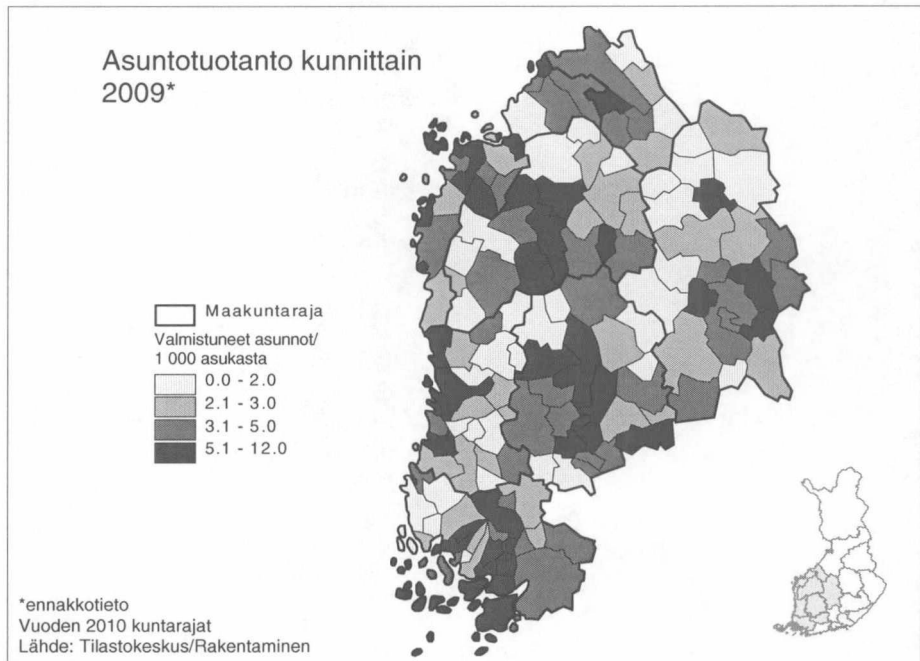 Asuntotuotanto kunnittain
2009*
Maakuntaraja
Valmistuneet asunnot/
1 000 asukasta
0.0 - 2.0
2.1 - 3.0
3.1 - 5.0
5.1 - 12.0
*ennakkotieto
Vuoden 2010 kuntarajat
Lähde: Tilastokeskus/Rakentaminen